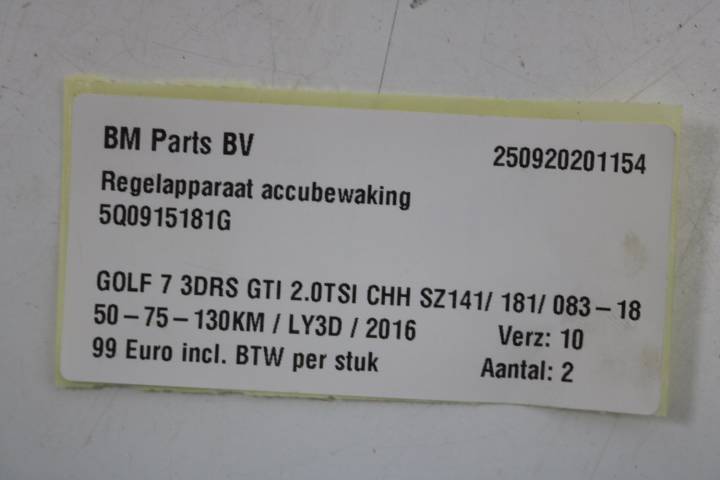 BM Parts BV 250920201154
Regelapparaat accubewaking
5Q0915181G
GOLF 7 3DRS GTI 2.0TSI CHH SZ141/ 181/ 083-18
50-75-130KM / LY3D / 2016 Verz: 10
99 Euro incl. BTW per stuk Aantal: 2